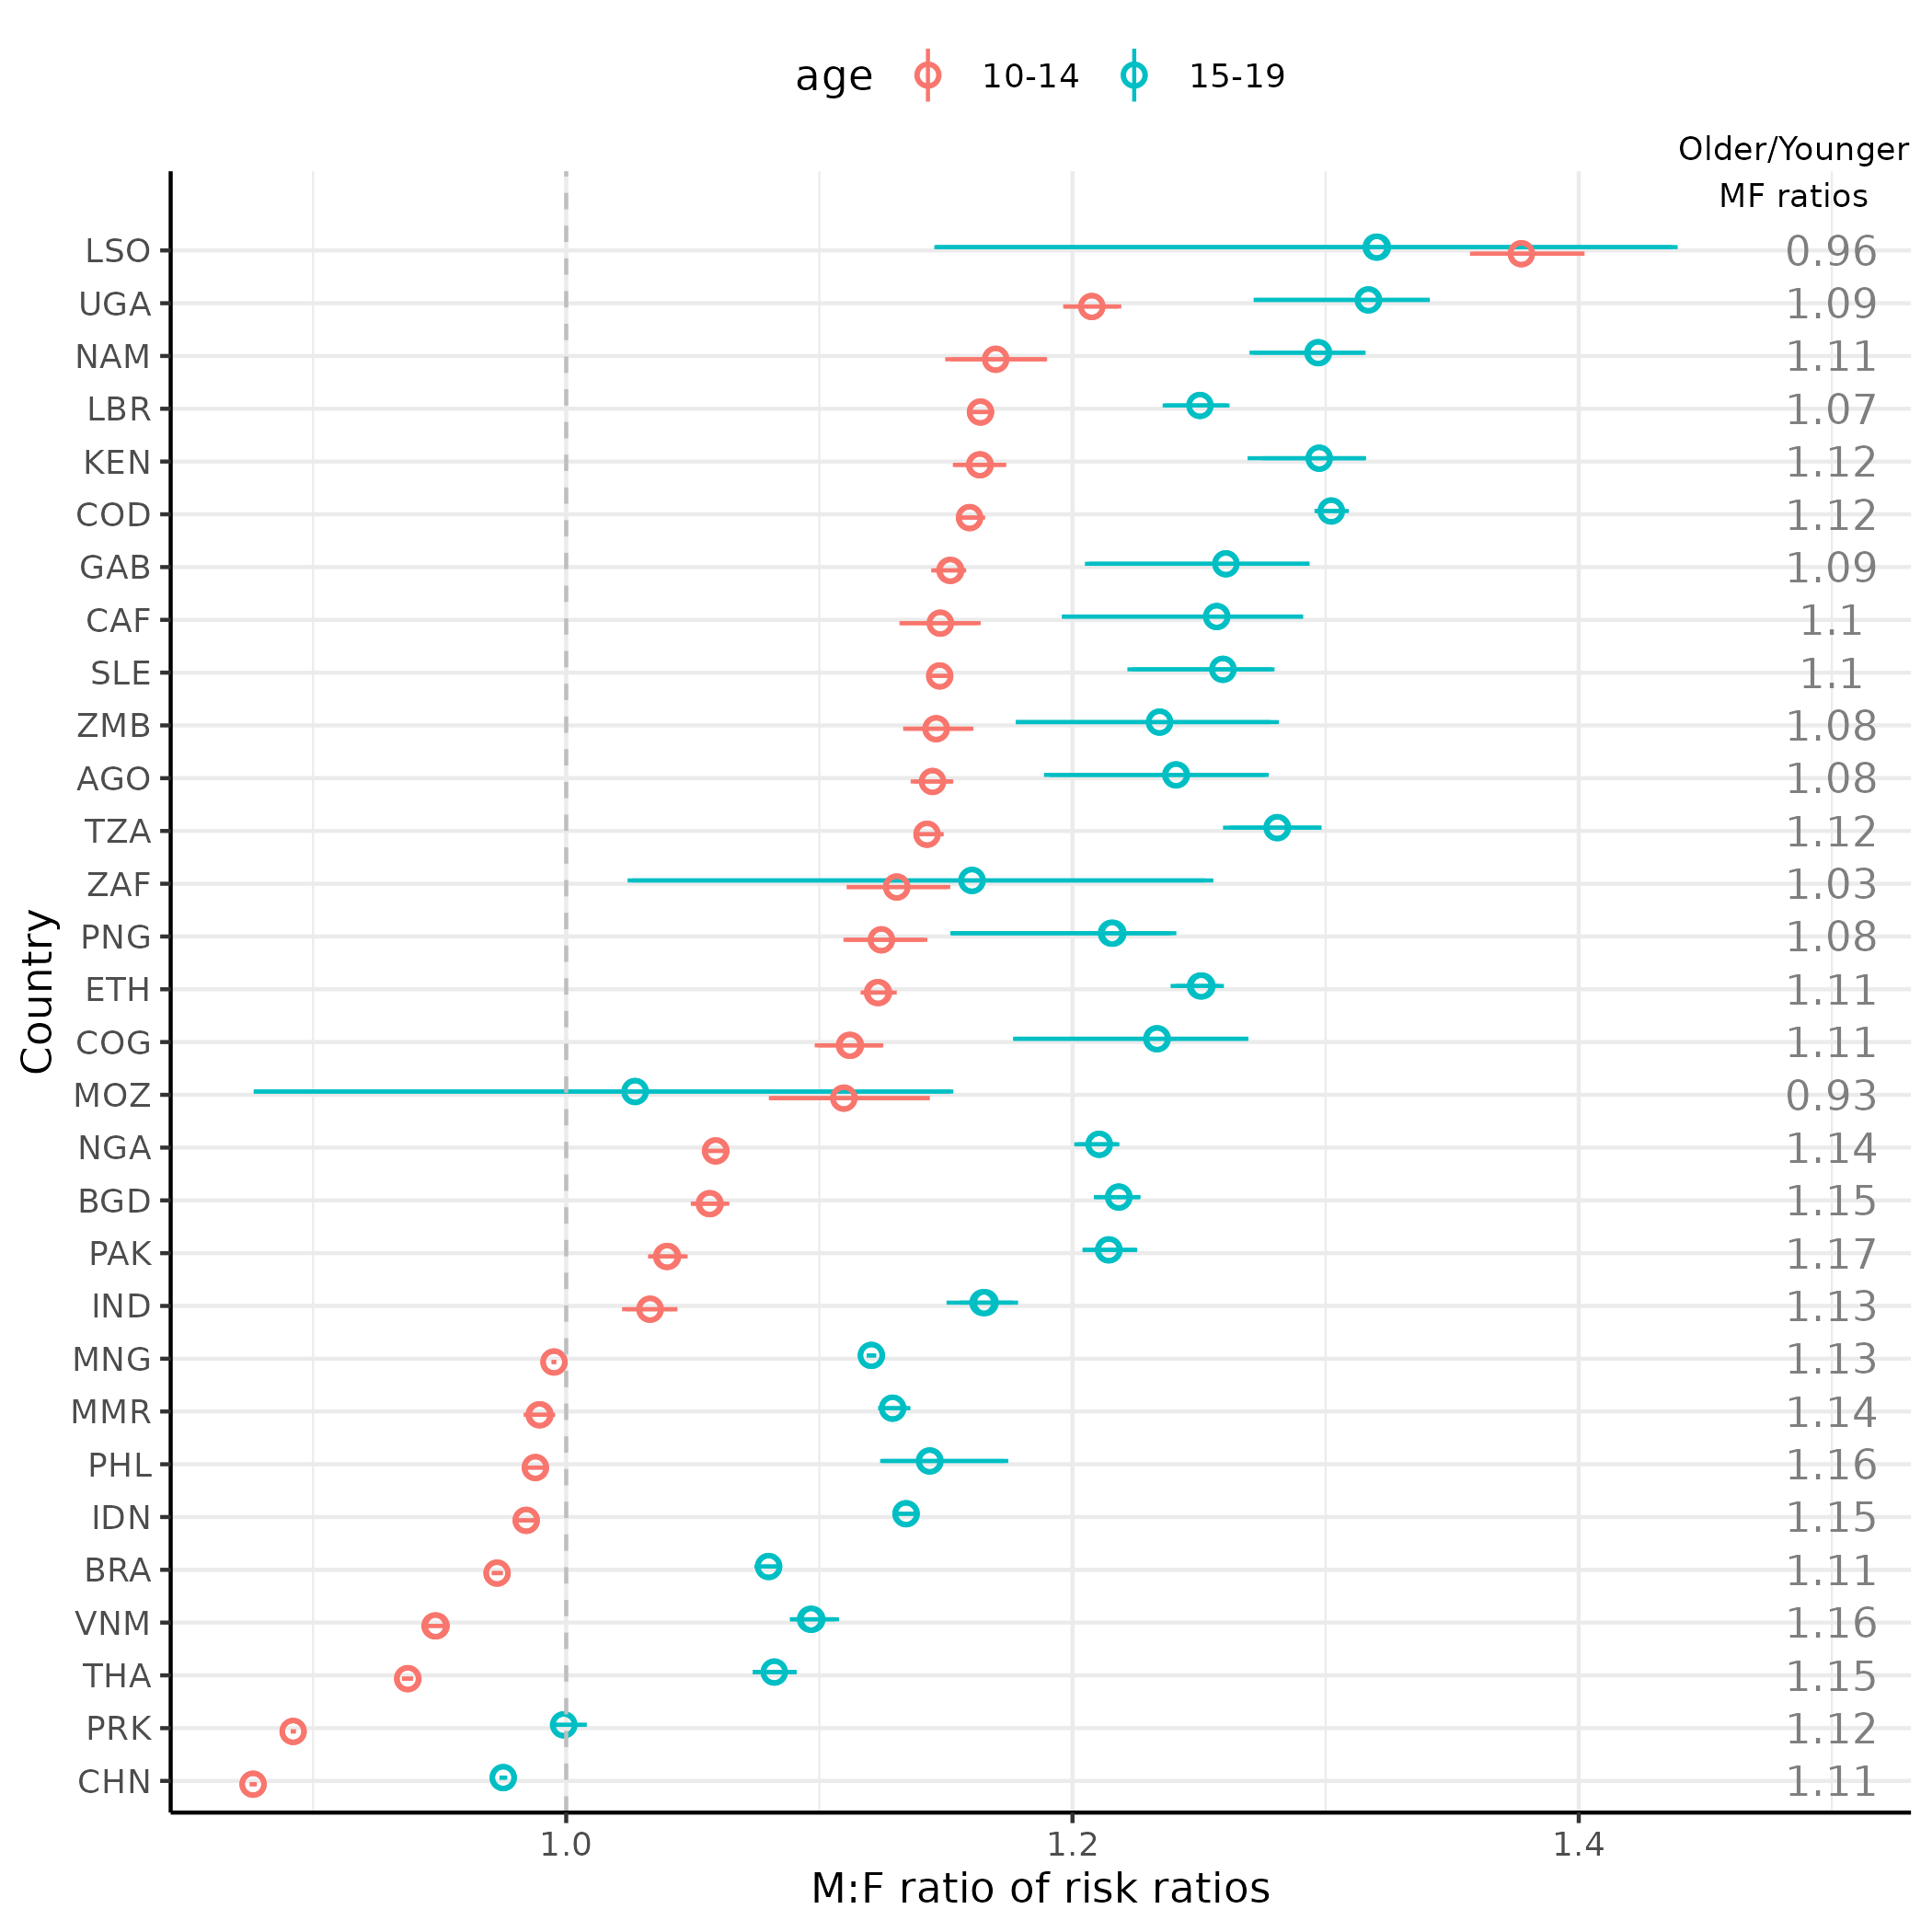 age 10-14 15-19
Older/Younger
MF ratios
LSO 0.96
UGA 1.09
NAM 1.11
LBR 1.07
KEN 1.12
COD 1.12
GAB 1.09
CAF 1.1
SLE 1.1
ZMB 1.08
AGO 1.08
TZA 1.12
ZAF 1.03
PNG 1.08
ETH 1.11
COG 1.11
MOZ 0.93
NGA 1.14
BGD 1.15
PAK 1.17
IND 1.13
MNG 1.13
MMR 1.14
PHL 1.16
IDN 1.15
BRA 1.11
VNM 1.16
THA 1.15
PRK 1.12
CHN 1.11
Country
1.0 1.2 1.4
M:F ratio of risk ratios